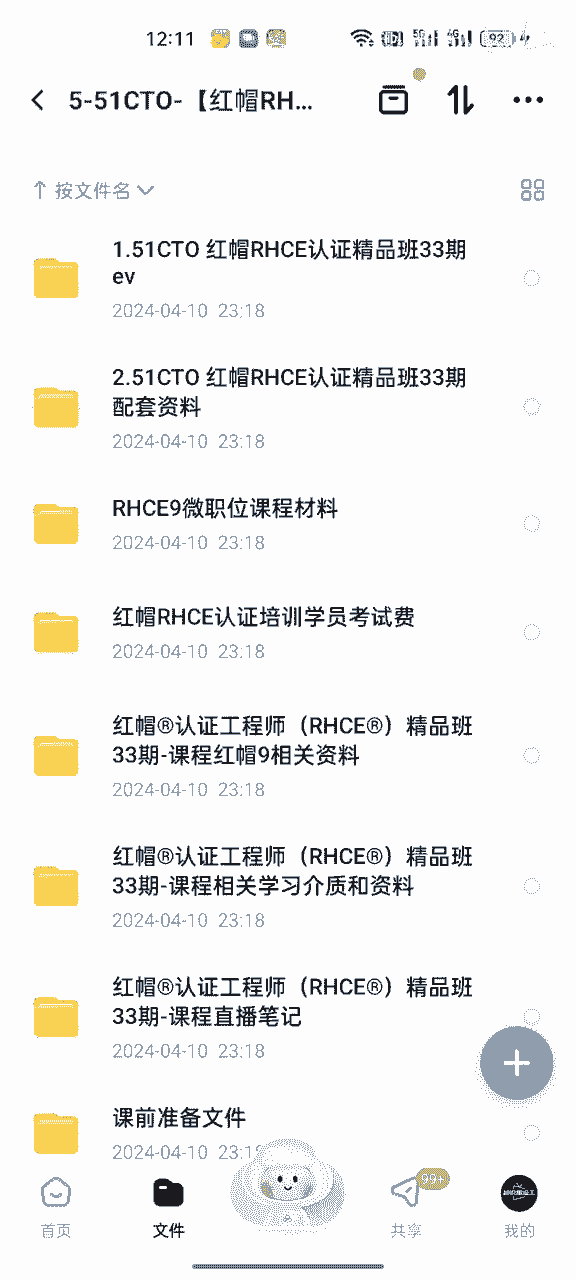 12:11
5G
4G
92
5-51CTO-【红帽RH...
按文件名
1.51CTO 红帽RHCE认证精品班33期
ev
2024-04-10 23:18
2.51CTO 红帽RHCE认证精品班33期
配套资料
2024-04-10 23:18
RHCE9微职位课程材料
2024-04-10 23:18
红帽RHCE认证培训学员考试费
2024-04-10 23:18
红帽®认证工程师（RHCE®）精品班
33期-课程红帽9相关资料
2024-04-10 23:18
红帽®认证工程师（RHCE®）精品班
33期-课程相关学习介质和资料
2024-04-10 23:18
红帽®认证工程师（RHCE®）精品班
33期-课程直播笔记
2024-04-10 23:18
课前准备文件
2024-04-10 23:18
99+
首页
文件
共享
我的